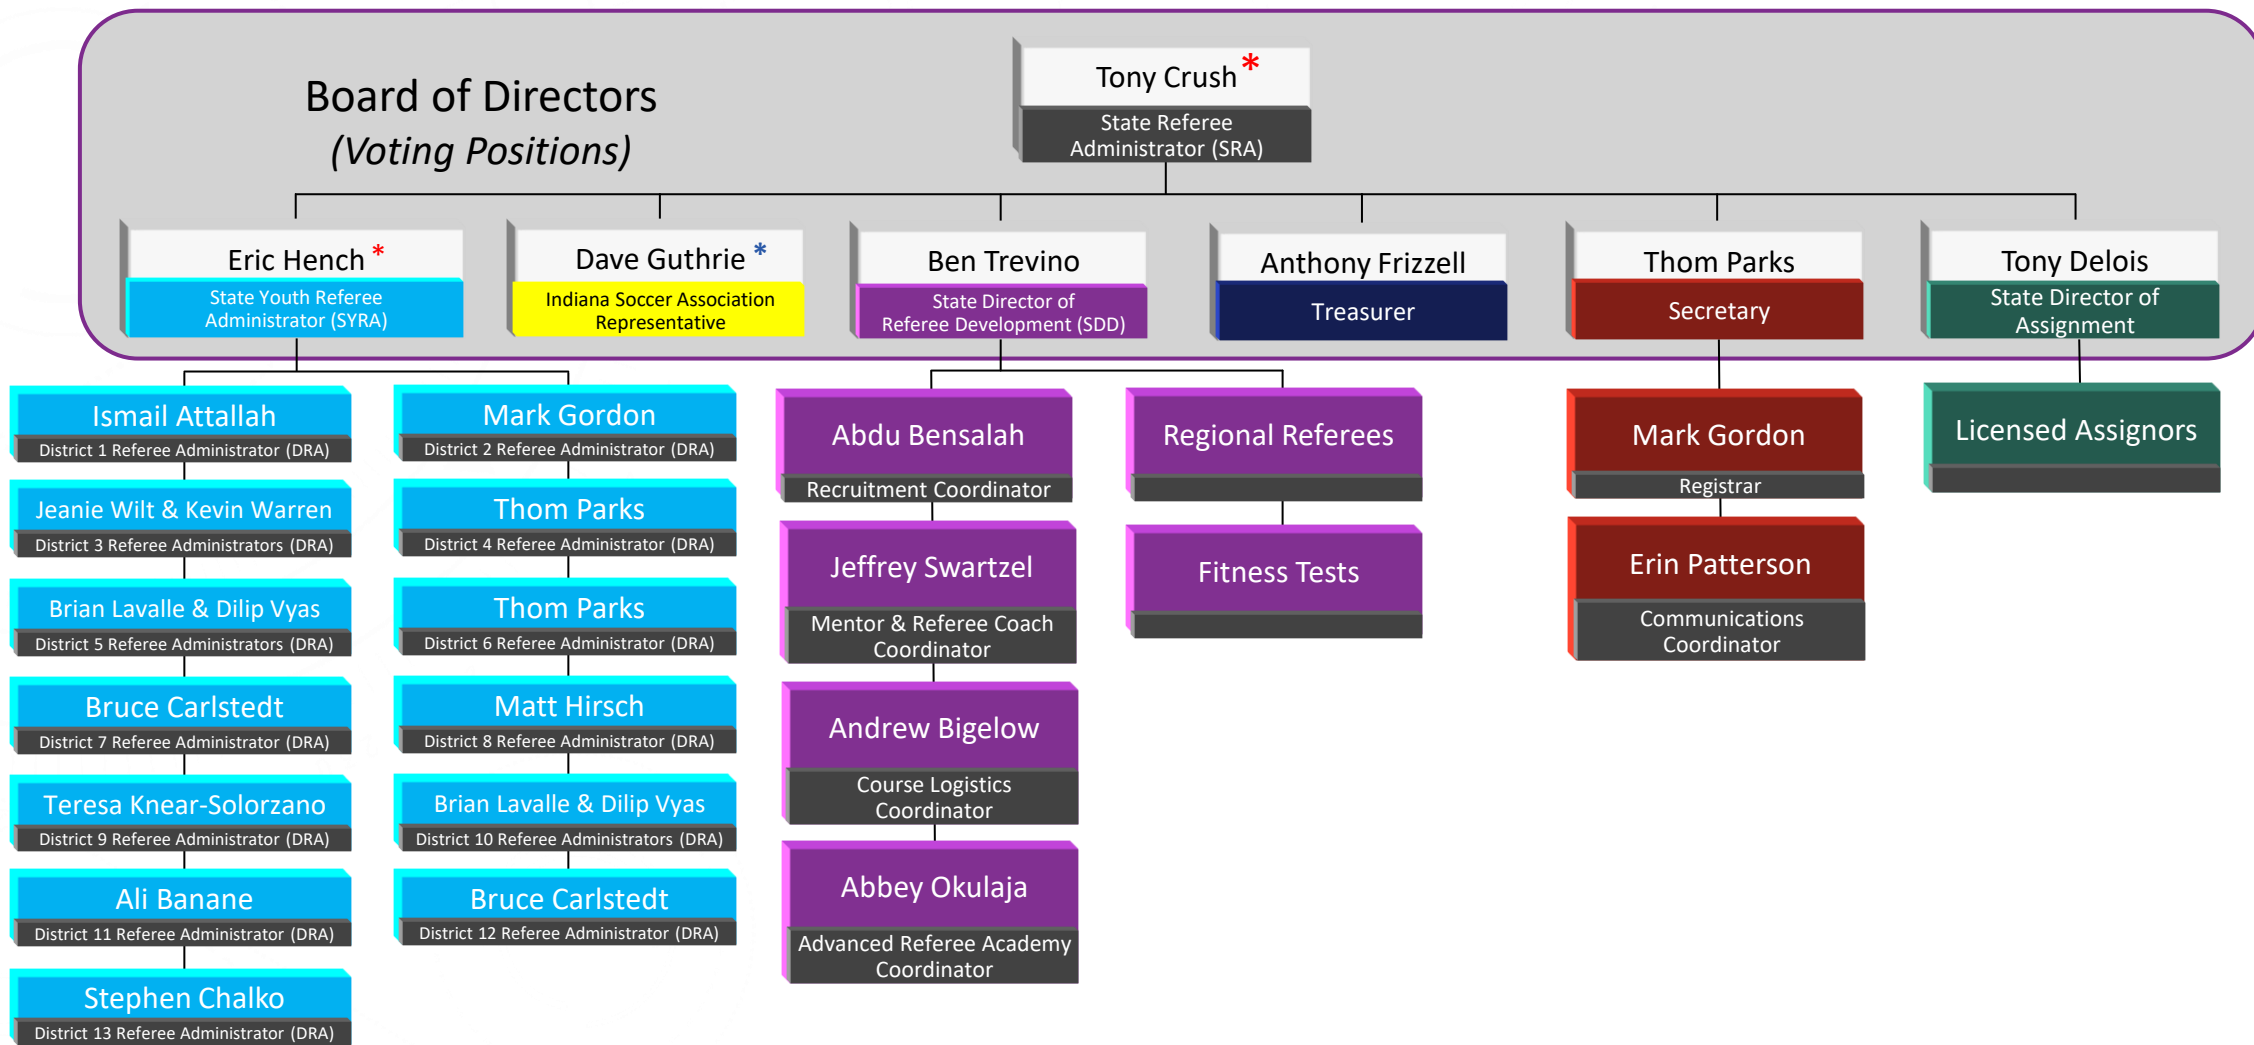 Board of Directors
(Voting Positions)
Tony Crush *
State Referee
Administrator (SRA)
Eric Hench *
State Youth Referee
Administrator (SYRA)
Dave Guthrie *
Indiana Soccer Association
Representative
Ben Trevino
State Director of
Referee Development (SDD)
Anthony Frizzell
Treasurer
Thom Parks
Secretary
Tony Delois
State Director of
Assignment
Ismail Attallah
District 1 Referee Administrator (DRA)
Jeanie Wilt & Kevin Warren
District 3 Referee Administrators (DRA)
Brian Lavalle & Dilip Vyas
District 5 Referee Administrators (DRA)
Bruce Carlstedt
District 7 Referee Administrator (DRA)
Teresa Knear-Solorzano
District 9 Referee Administrator (DRA)
Ali Banane
District 11 Referee Administrator (DRA)
Stephen Chalko
District 13 Referee Administrator (DRA)
Mark Gordon
District 2 Referee Administrator (DRA)
Thom Parks
District 4 Referee Administrator (DRA)
Thom Parks
District 6 Referee Administrator (DRA)
Matt Hirsch
District 8 Referee Administrator (DRA)
Brian Lavalle & Dilip Vyas
District 10 Referee Administrators (DRA)
Bruce Carlstedt
District 12 Referee Administrator (DRA)
Abdu Bensalah
Recruitment Coordinator
Jeffrey Swartzel
Mentor & Referee Coach
Coordinator
Andrew Bigelow
Course Logistics
Coordinator
Abbey Okulaja
Advanced Referee Academy
Coordinator
Regional Referees
Fitness Tests
Mark Gordon
Registrar
Erin Patterson
Communications
Coordinator
Licensed Assignors